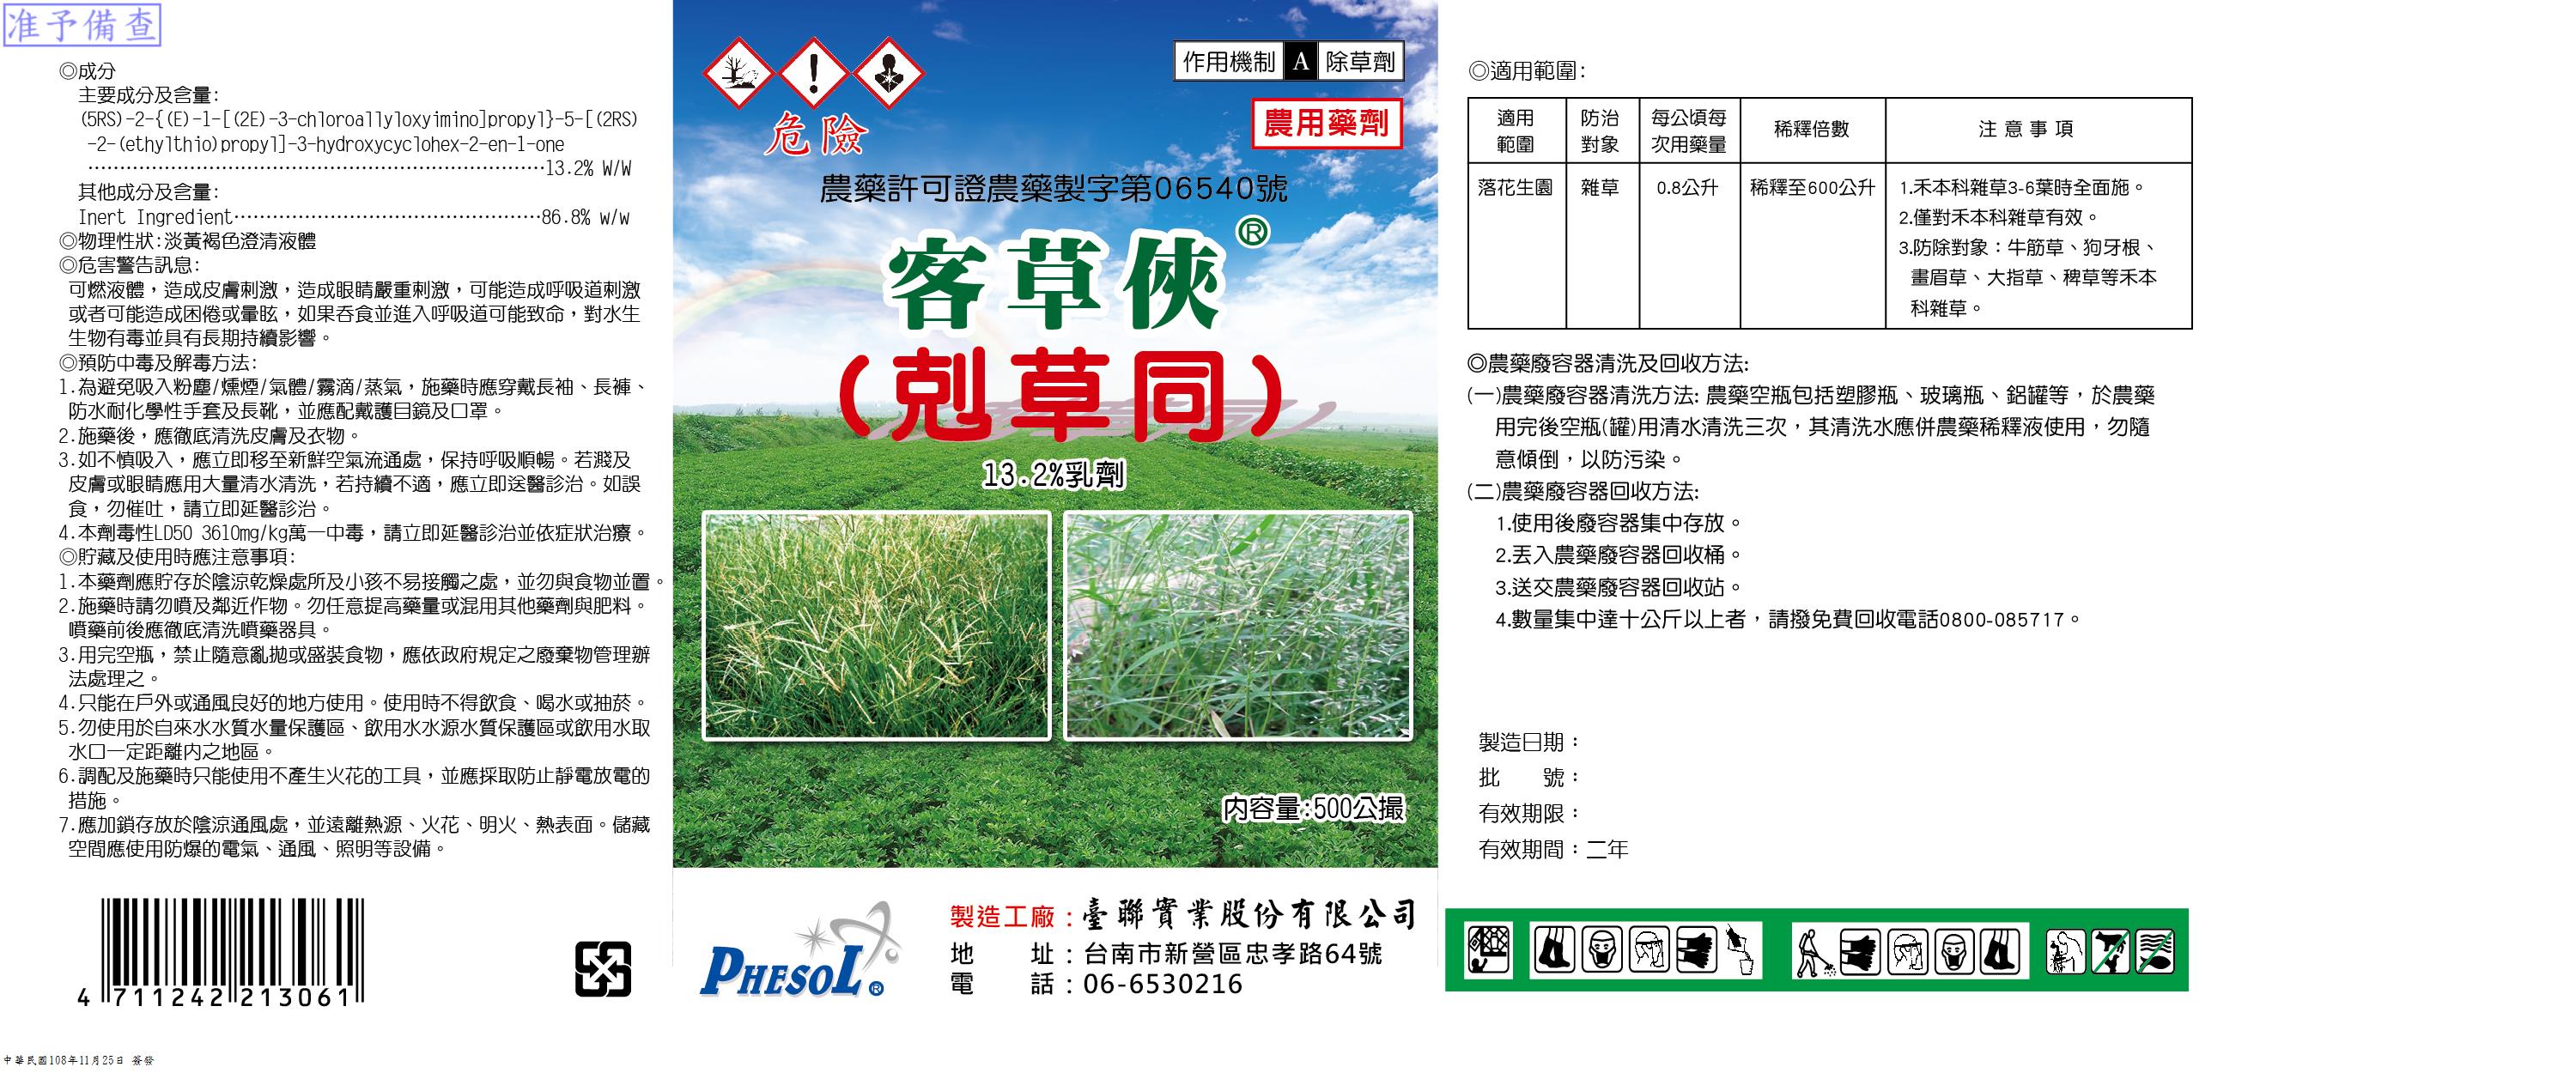 准予備查
◎成分
主要成分及含量:
(5RS)-2-{(E)-1-[(2E)-3-chloroallyloxyimino]propyl}-5-[(2RS)
-2-(ethylthio)propyl]-3-hydroxycyclohex-2-en-1-one
……………………………………………………………13.2% W/W
其他成分及含量:
Inert Ingredient…………………………………………86.8% w/w
◎物理性狀:淡黃褐色澄清液體
◎危害警告訊息:
可燃液體，造成皮膚刺激，造成眼睛嚴重刺激，可能造成呼吸道刺激
或者可能造成困倦或暈眩，如果吞食並進入呼吸道可能致命，對水生
生物有毒並具有長期持續影響。
◎預防中毒及解毒方法:
1.為避免吸入粉塵/燻煙/氣體/霧滴/蒸氣，施藥時應穿戴長袖、長褲、
防水耐化學性手套及長靴，並應配戴護目鏡及口罩。
2.施藥後，應徹底清洗皮膚及衣物。
3.如不慎吸入，應立即移至新鮮空氣流通處，保持呼吸順暢。若濺及
皮膚或眼睛應用大量清水清洗，若持續不適，應立即送醫診治。如誤
食，勿催吐，請立即延醫診治。
4.本劑毒性LD50 3610mg/kg萬一中毒，請立即延醫診治並依症狀治療。
◎貯藏及使用時應注意事項:
1.本藥劑應貯存於陰涼乾燥處所及小孩不易接觸之處，並勿與食物並置。
2.施藥時請勿噴及鄰近作物。勿任意提高藥量或混用其他藥劑與肥料。
噴藥前後應徹底清洗噴藥器具。
3.用完空瓶，禁止隨意亂拋或盛裝食物，應依政府規定之廢棄物管理辦
法處理之。
4.只能在戶外或通風良好的地方使用。使用時不得飲食、喝水或抽菸。
5.勿使用於自來水水質水量保護區、飲用水水源水質保護區或飲用水取
水口一定距離內之地區。
6.調配及施藥時只能使用不產生火花的工具，並應採取防止靜電放電的
措施。
7.應加鎖存放於陰涼通風處，並遠離熱源、火花、明火、熱表面。儲藏
空間應使用防爆的電氣、通風、照明等設備。
4 711242 213061
中華民國108年11月25日 簽發
危險
作用機制 A 除草劑
農用藥劑
農藥許可證農藥製字第06540號
客草俠®
(剋草同)
13.2%乳劑
內容量:500公撮
PHESOL®
製造工廠：臺聯實業股份有限公司
地　　址：台南市新營區忠孝路64號
電　　話：06-6530216
◎適用範圍:
適用範圍 防治對象 每公頃每次用藥量 稀釋倍數 注意事項
落花生園 雜草 0.8公升 稀釋至600公升 1.禾本科雜草3-6葉時全面施。
2.僅對禾本科雜草有效。
3.防除對象：牛筋草、狗牙根、
畫眉草、大指草、稗草等禾本
科雜草。
◎農藥廢容器清洗及回收方法:
(一)農藥廢容器清洗方法: 農藥空瓶包括塑膠瓶、玻璃瓶、鋁罐等，於農藥
用完後空瓶(罐)用清水清洗三次，其清洗水應併農藥稀釋液使用，勿隨
意傾倒，以防污染。
(二)農藥廢容器回收方法:
1.使用後廢容器集中存放。
2.丟入農藥廢容器回收桶。
3.送交農藥廢容器回收站。
4.數量集中達十公斤以上者，請撥免費回收電話0800-085717。
製造日期：
批　　號：
有效期限：
有效期間：二年